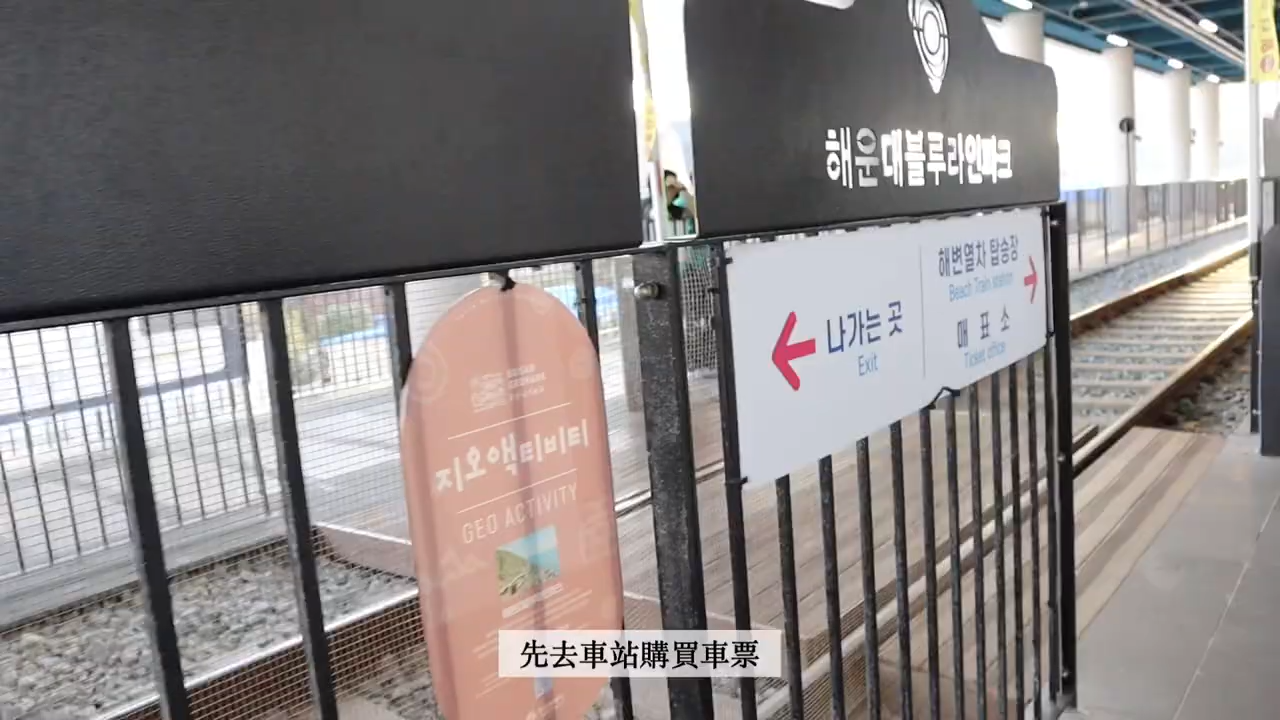 해운대블루라인파크
나가는 곳
Exit
해변열차 탑승장
Beach Train station
매 표 소
Ticket office
BUSAN
GEOPARK
지오액티비티
GEO ACTIVITY
先去車站購買車票